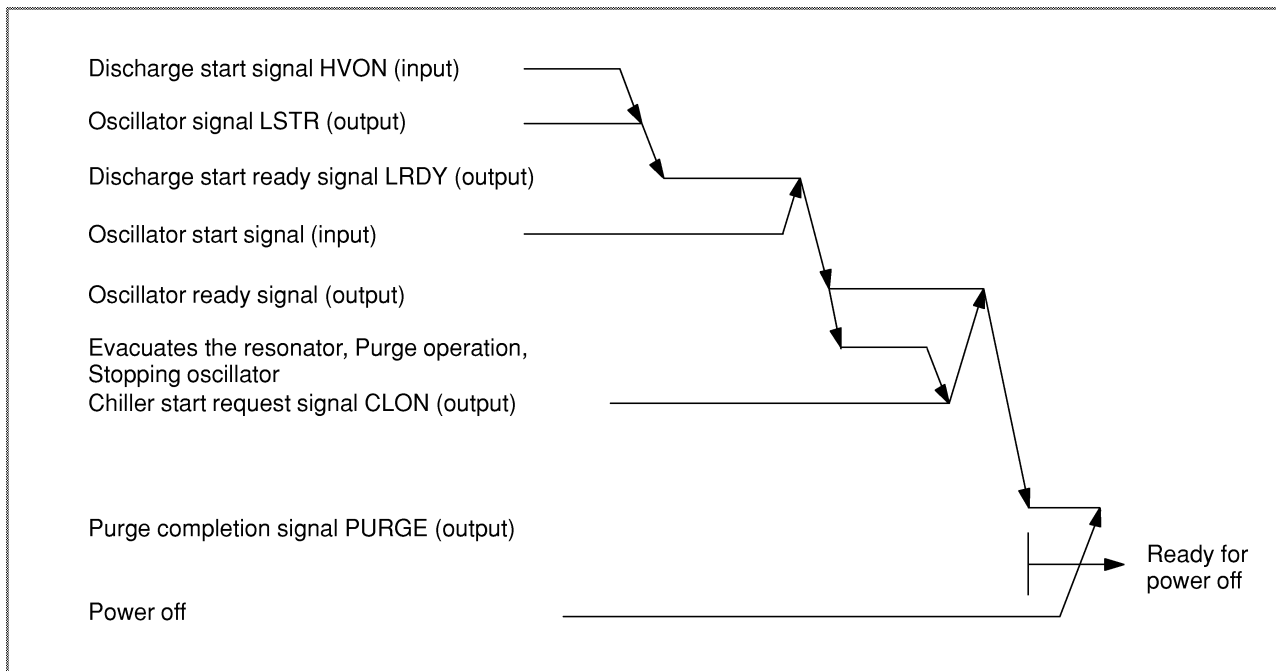 Discharge start signal HVON (input)
Oscillator signal LSTR (output)
Discharge start ready signal LRDY (output)
Oscillator start signal (input)
Oscillator ready signal (output)
Evacuates the resonator, Purge operation,
Stopping oscillator
Chiller start request signal CLON (output)
Purge completion signal PURGE (output)
Ready for
power off
Power off